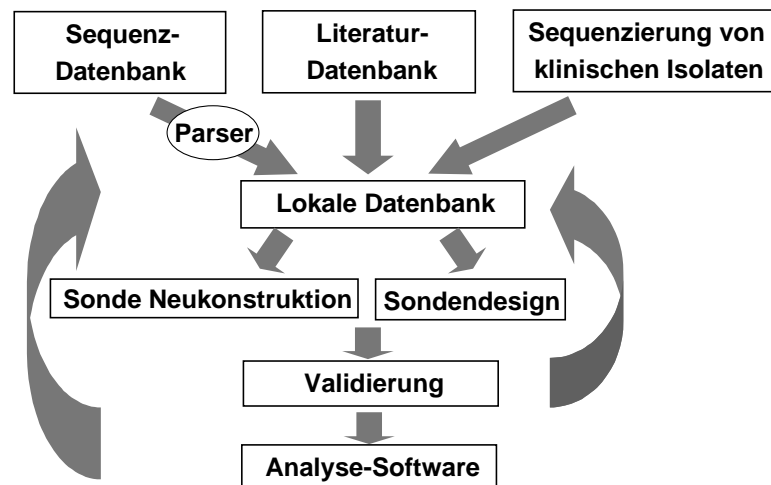 Sequenz-
Datenbank
Literatur-
Datenbank
Sequenzierung von
klinischen Isolaten
Parser
Lokale Datenbank
Sonde Neukonstruktion
Sondendesign
Validierung
Analyse-Software